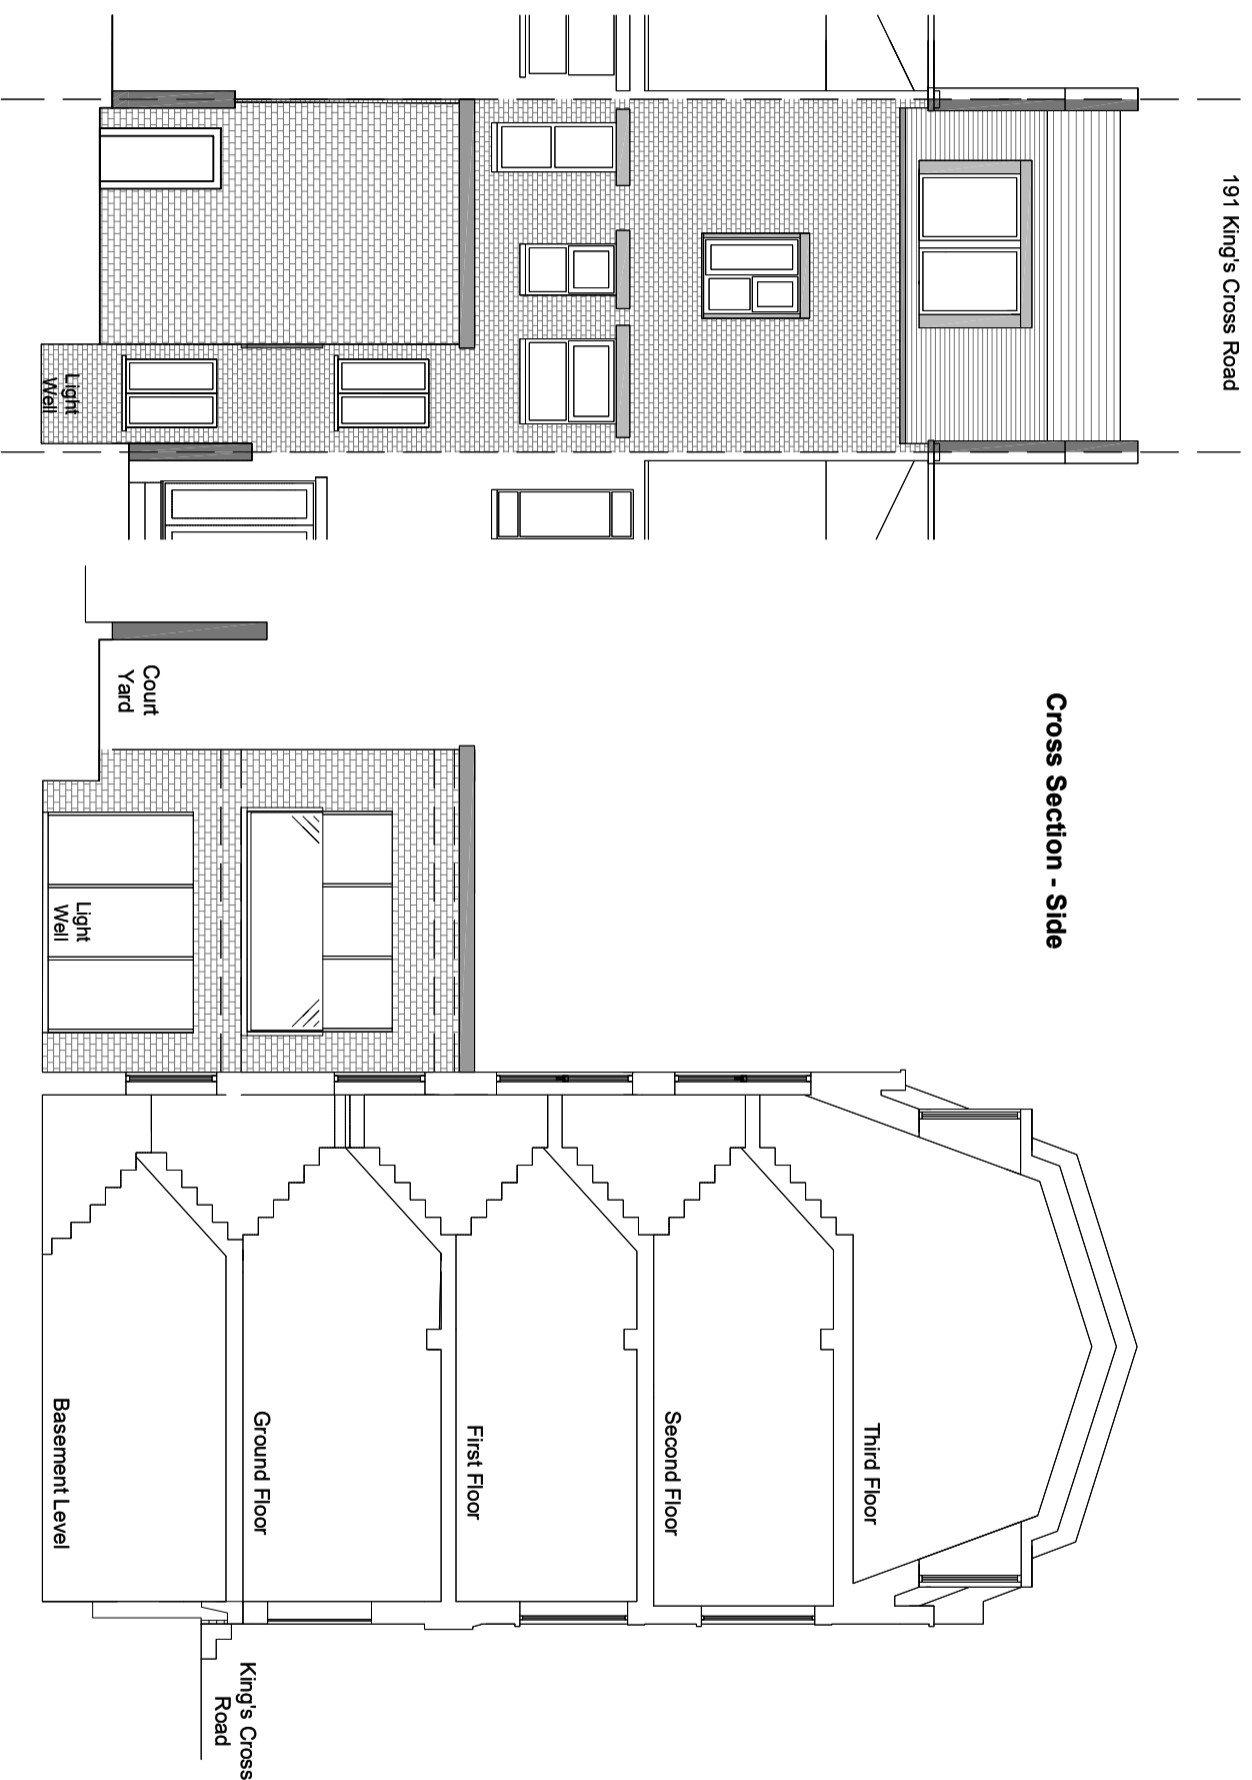 191 King's Cross Road
Light
Well
Cross Section - Side
Court
Yard
Light
Well
Third Floor
Second Floor
First Floor
Ground Floor
Basement Level
King's Cross
Road